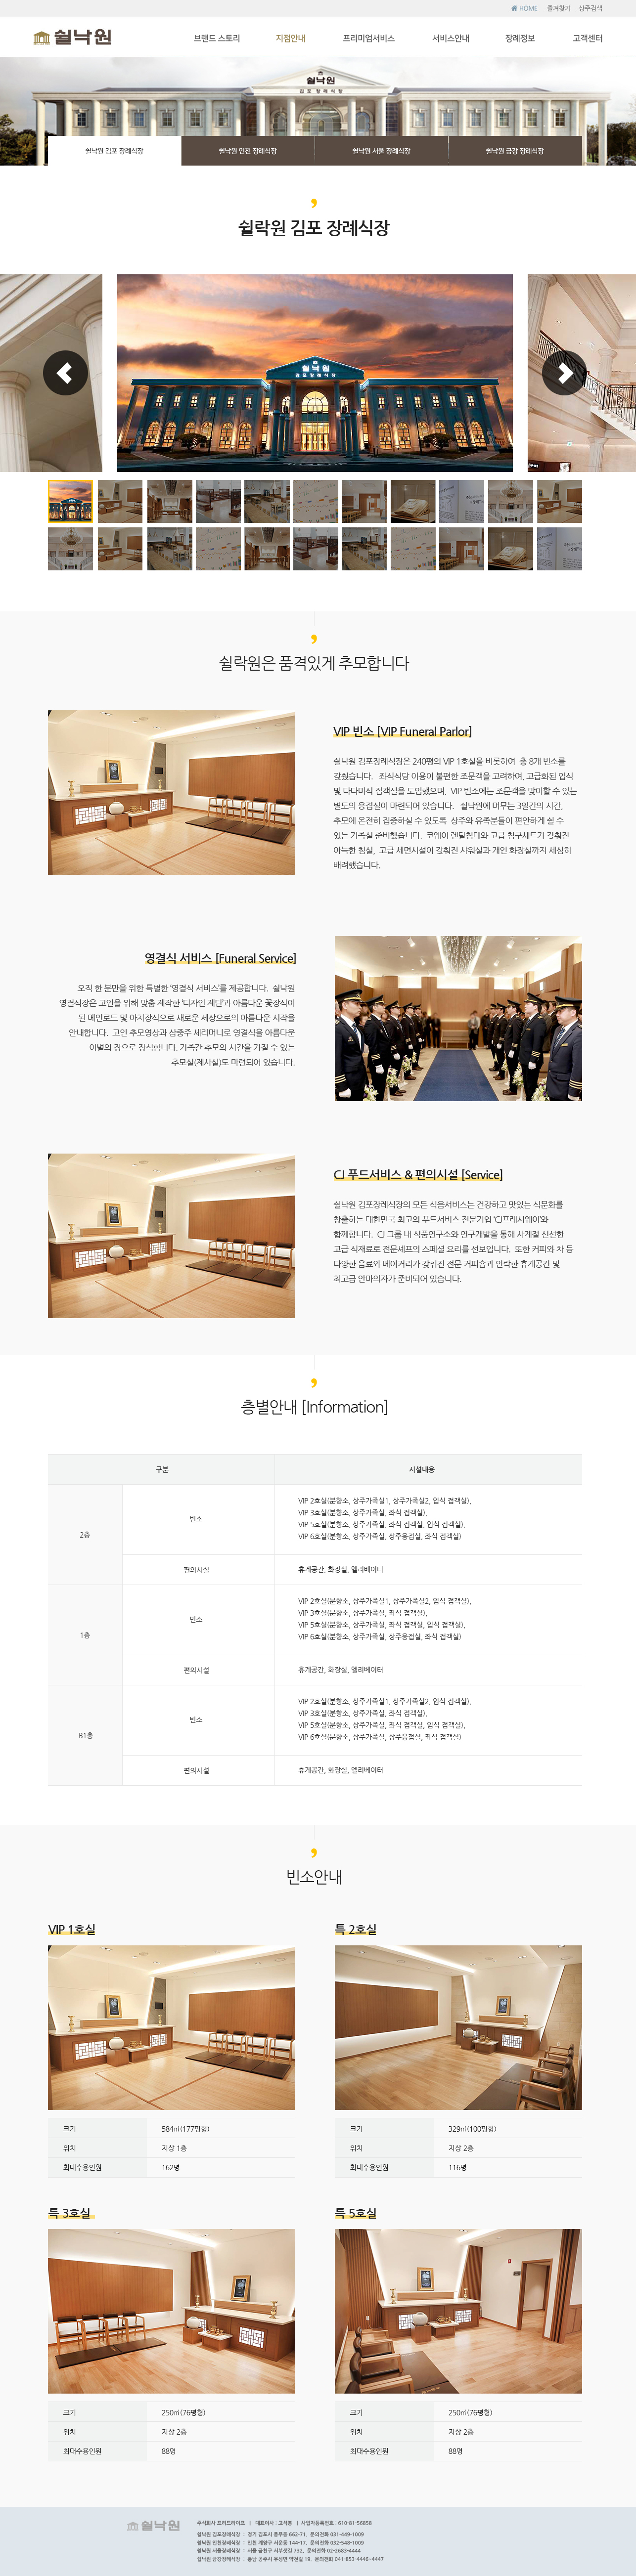 HOME 즐겨찾기 상주검색
쉴낙원
브랜드 스토리 지점안내 프리미엄서비스 서비스안내 장례정보 고객센터
쉴낙원
김포장례식장
쉴낙원 김포 장례식장 쉴낙원 인천 장례식장 쉴낙원 서울 장례식장 쉴낙원 금강 장례식장
쉴락원 김포 장례식장
쉴낙원
김포장례식장
쉴락원은 품격있게 추모합니다
VIP 빈소 [VIP Funeral Parlor]
쉴낙원 김포장례식장은 240평의 VIP 1호실을 비롯하여 총 8개 빈소를
갖췄습니다. 좌식식당 이용이 불편한 조문객을 고려하여, 고급화된 입식
및 다다미식 접객실을 도입했으며, VIP 빈소에는 조문객을 맞이할 수 있는
별도의 응접실이 마련되어 있습니다. 쉴낙원에 머무는 3일간의 시간,
추모에 온전히 집중하실 수 있도록 상주와 유족분들이 편안하게 쉴 수
있는 가족실 준비했습니다. 코웨이 렌탈침대와 고급 침구세트가 갖춰진
아늑한 침실, 고급 세면시설이 갖춰진 샤워실과 개인 화장실까지 세심히
배려했습니다.
영결식 서비스 [Funeral Service]
오직 한 분만을 위한 특별한 '영결식 서비스'를 제공합니다. 쉴낙원
영결식장은 고인을 위해 맞춤 제작한 '디자인 제단'과 아름다운 꽃장식이
된 메인로드 및 아치장식으로 새로운 세상으로의 아름다운 시작을
안내합니다. 고인 추모영상과 삼중주 세리머니로 영결식을 아름다운
이별의 장으로 장식합니다. 가족간 추모의 시간을 가질 수 있는
추모실(제사실)도 마련되어 있습니다.
CJ 푸드서비스 & 편의시설 [Service]
쉴낙원 김포장례식장의 모든 식음서비스는 건강하고 맛있는 식문화를
창출하는 대한민국 최고의 푸드서비스 전문기업 'CJ프레시웨이'와
함께합니다. CJ 그룹 내 식품연구소와 연구개발을 통해 사계절 신선한
고급 식재료로 전문셰프의 스페셜 요리를 선보입니다. 또한 커피와 차 등
다양한 음료와 베이커리가 갖춰진 전문 커피숍과 안락한 휴게공간 및
최고급 안마의자가 준비되어 있습니다.
층별안내 [Information]
구분 시설내용
2층 빈소
VIP 2호실(분향소, 상주가족실1, 상주가족실2, 입식 접객실),
VIP 3호실(분향소, 상주가족실, 좌식 접객실),
VIP 5호실(분향소, 상주가족실, 좌식 접객실, 입식 접객실),
VIP 6호실(분향소, 상주가족실, 상주응접실, 좌식 접객실)
편의시설 휴게공간, 화장실, 엘리베이터
1층 빈소
VIP 2호실(분향소, 상주가족실1, 상주가족실2, 입식 접객실),
VIP 3호실(분향소, 상주가족실, 좌식 접객실),
VIP 5호실(분향소, 상주가족실, 좌식 접객실, 입식 접객실),
VIP 6호실(분향소, 상주가족실, 상주응접실, 좌식 접객실)
편의시설 휴게공간, 화장실, 엘리베이터
B1층 빈소
VIP 2호실(분향소, 상주가족실1, 상주가족실2, 입식 접객실),
VIP 3호실(분향소, 상주가족실, 좌식 접객실),
VIP 5호실(분향소, 상주가족실, 좌식 접객실, 입식 접객실),
VIP 6호실(분향소, 상주가족실, 상주응접실, 좌식 접객실)
편의시설 휴게공간, 화장실, 엘리베이터
빈소안내
VIP 1호실 특 2호실
크기 584㎡(177평형) 크기 329㎡(100평형)
위치 지상 1층 위치 지상 2층
최대수용인원 162명 최대수용인원 116명
특 3호실 특 5호실
크기 250㎡(76평형) 크기 250㎡(76평형)
위치 지상 2층 위치 지상 2층
최대수용인원 88명 최대수용인원 88명
쉴낙원
주식회사 프리드라이프 | 대표이사 : 고석봉 | 사업자등록번호 : 610-81-56858
쉴낙원 김포장례식장 : 경기 김포시 풍무동 662-71, 문의전화 031-449-1009
쉴낙원 인천장례식장 : 인천 계양구 서운동 144-17, 문의전화 032-548-1009
쉴낙원 서울장례식장 : 서울 금천구 서부샛길 732, 문의전화 02-2683-4444
쉴낙원 금강장례식장 : 충남 공주시 우성면 약천길 19, 문의전화 041-853-4446~4447